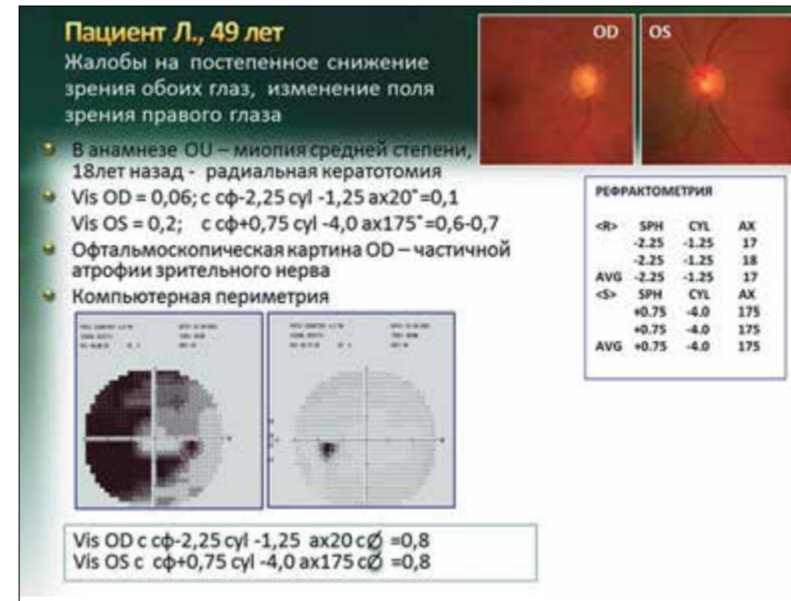 Пациент Л., 49 лет
Жалобы на постепенное снижение
зрения обоих глаз, изменение поля
зрения правого глаза
OD
OS
В анамнезе OU – миопия средней степени,
18лет назад - радиальная кератотомия
Vis OD = 0,06; с сф-2,25 cyl -1,25 ax20˚=0,1
Vis OS = 0,2; с сф+0,75 cyl -4,0 ax175˚=0,6-0,7
Офтальмоскопическая картина OD – частичной
атрофии зрительного нерва
Компьютерная периметрия
РЕФРАКТОМЕТРИЯ
<R> SPH CYL AX
-2.25 -1.25 17
-2.25 -1.25 18
AVG -2.25 -1.25 17
<S> SPH CYL AX
+0.75 -4.0 175
+0.75 -4.0 175
AVG +0.75 -4.0 175
Vis OD с сф-2,25 cyl -1,25 ax20 с∅ =0,8
Vis OS с сф+0,75 cyl -4,0 ax175 с∅ =0,8